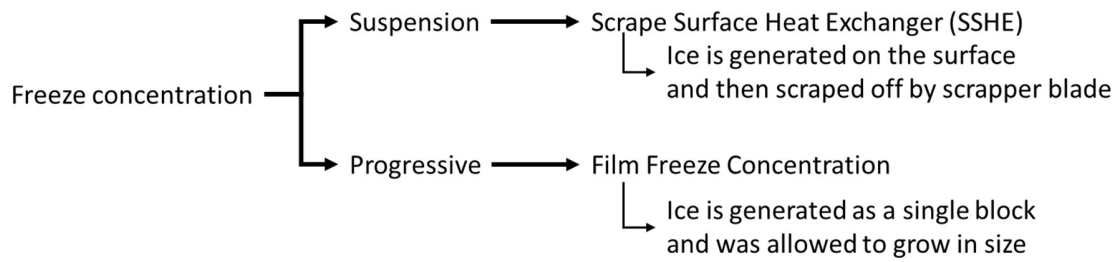 Suspension
Scrape Surface Heat Exchanger (SSHE)
Ice is generated on the surface
and then scraped off by scrapper blade
Freeze concentration
Progressive
Film Freeze Concentration
Ice is generated as a single block
and was allowed to grow in size